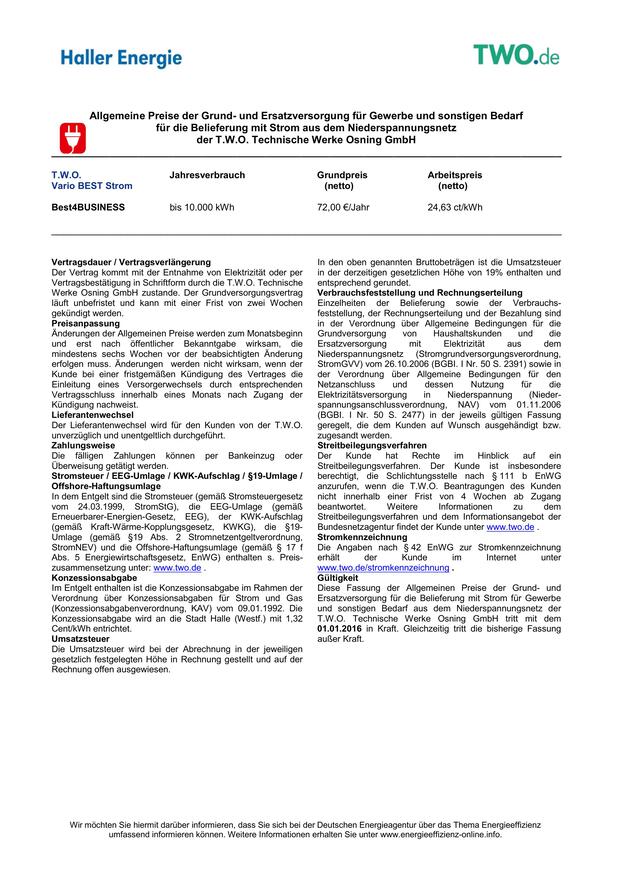 Haller Energie
TWO.de
Allgemeine Preise der Grund- und Ersatzversorgung für Gewerbe und sonstigen Bedarf
für die Belieferung mit Strom aus dem Niederspannungsnetz
der T.W.O. Technische Werke Osning GmbH
T.W.O. Jahresverbrauch Grundpreis Arbeitspreis
Vario BEST Strom (netto) (netto)
Best4BUSINESS bis 10.000 kWh 72,00 €/Jahr 24,63 ct/kWh
Vertragsdauer / Vertragsverlängerung
Der Vertrag kommt mit der Entnahme von Elektrizität oder per
Vertragsbestätigung in Schriftform durch die T.W.O. Technische
Werke Osning GmbH zustande. Der Grundversorgungsvertrag
läuft unbefristet und kann mit einer Frist von zwei Wochen
gekündigt werden.
Preisanpassung
Änderungen der Allgemeinen Preise werden zum Monatsbeginn
und erst nach öffentlicher Bekanntgabe wirksam, die
mindestens sechs Wochen vor der beabsichtigten Änderung
erfolgen muss. Änderungen werden nicht wirksam, wenn der
Kunde bei einer fristgemäßen Kündigung des Vertrages die
Einleitung eines Versorgerwechsels durch entsprechenden
Vertragsschluss innerhalb eines Monats nach Zugang der
Kündigung nachweist.
Lieferantenwechsel
Der Lieferantenwechsel wird für den Kunden von der T.W.O.
unverzüglich und unentgeltlich durchgeführt.
Zahlungsweise
Die fälligen Zahlungen können per Bankeinzug oder
Überweisung getätigt werden.
Stromsteuer / EEG-Umlage / KWK-Aufschlag / §19-Umlage /
Offshore-Haftungsumlage
In dem Entgelt sind die Stromsteuer (gemäß Stromsteuergesetz
vom 24.03.1999, StromStG), die EEG-Umlage (gemäß
Erneuerbarer-Energien-Gesetz, EEG), der KWK-Aufschlag
(gemäß Kraft-Wärme-Kopplungsgesetz, KWKG), die §19-
Umlage (gemäß §19 Abs. 2 Stromnetzentgeltverordnung,
StromNEV) und die Offshore-Haftungsumlage (gemäß § 17 f
Abs. 5 Energiewirtschaftsgesetz, EnWG) enthalten s. Preis-
zusammensetzung unter: www.two.de .
Konzessionsabgabe
Im Entgelt enthalten ist die Konzessionsabgabe im Rahmen der
Verordnung über Konzessionsabgaben für Strom und Gas
(Konzessionsabgabenverordnung, KAV) vom 09.01.1992. Die
Konzessionsabgabe wird an die Stadt Halle (Westf.) mit 1,32
Cent/kWh entrichtet.
Umsatzsteuer
Die Umsatzsteuer wird bei der Abrechnung in der jeweiligen
gesetzlich festgelegten Höhe in Rechnung gestellt und auf der
Rechnung offen ausgewiesen.
In den oben genannten Bruttobeträgen ist die Umsatzsteuer
in der derzeitigen gesetzlichen Höhe von 19% enthalten und
entsprechend gerundet.
Verbrauchsfeststellung und Rechnungserteilung
Einzelheiten der Belieferung sowie der Verbrauchs-
feststellung, der Rechnungserteilung und der Bezahlung sind
in der Verordnung über Allgemeine Bedingungen für die
Grundversorgung von Haushaltskunden und die
Ersatzversorgung mit Elektrizität aus dem
Niederspannungsnetz (Stromgrundversorgungsverordnung,
StromGVV) vom 26.10.2006 (BGBl. I Nr. 50 S. 2391) sowie in
der Verordnung über Allgemeine Bedingungen für den
Netzanschluss und dessen Nutzung für die
Elektrizitätsversorgung in Niederspannung (Nieder-
spannungsanschlussverordnung, NAV) vom 01.11.2006
(BGBl. I Nr. 50 S. 2477) in der jeweils gültigen Fassung
geregelt, die dem Kunden auf Wunsch ausgehändigt bzw.
zugesandt werden.
Streitbeilegungsverfahren
Der Kunde hat Rechte im Hinblick auf ein
Streitbeilegungsverfahren. Der Kunde ist insbesondere
berechtigt, die Schlichtungsstelle nach § 111 b EnWG
anzurufen, wenn die T.W.O. Beantragungen des Kunden
nicht innerhalb einer Frist von 4 Wochen ab Zugang
beantwortet. Weitere Informationen zu dem
Streitbeilegungsverfahren und dem Informationsangebot der
Bundesnetzagentur findet der Kunde unter www.two.de .
Stromkennzeichnung
Die Angaben nach § 42 EnWG zur Stromkennzeichnung
erhält der Kunde im Internet unter
www.two.de/stromkennzeichnung .
Gültigkeit
Diese Fassung der Allgemeinen Preise der Grund- und
Ersatzversorgung für die Belieferung mit Strom für Gewerbe
und sonstigen Bedarf aus dem Niederspannungsnetz der
T.W.O. Technische Werke Osning GmbH tritt mit dem
01.01.2016 in Kraft. Gleichzeitig tritt die bisherige Fassung
außer Kraft.
Wir möchten Sie hiermit darüber informieren, dass Sie sich bei der Deutschen Energieagentur über das Thema Energieeffizienz
umfassend informieren können. Weitere Informationen erhalten Sie unter www.energieeffizienz-online.info.